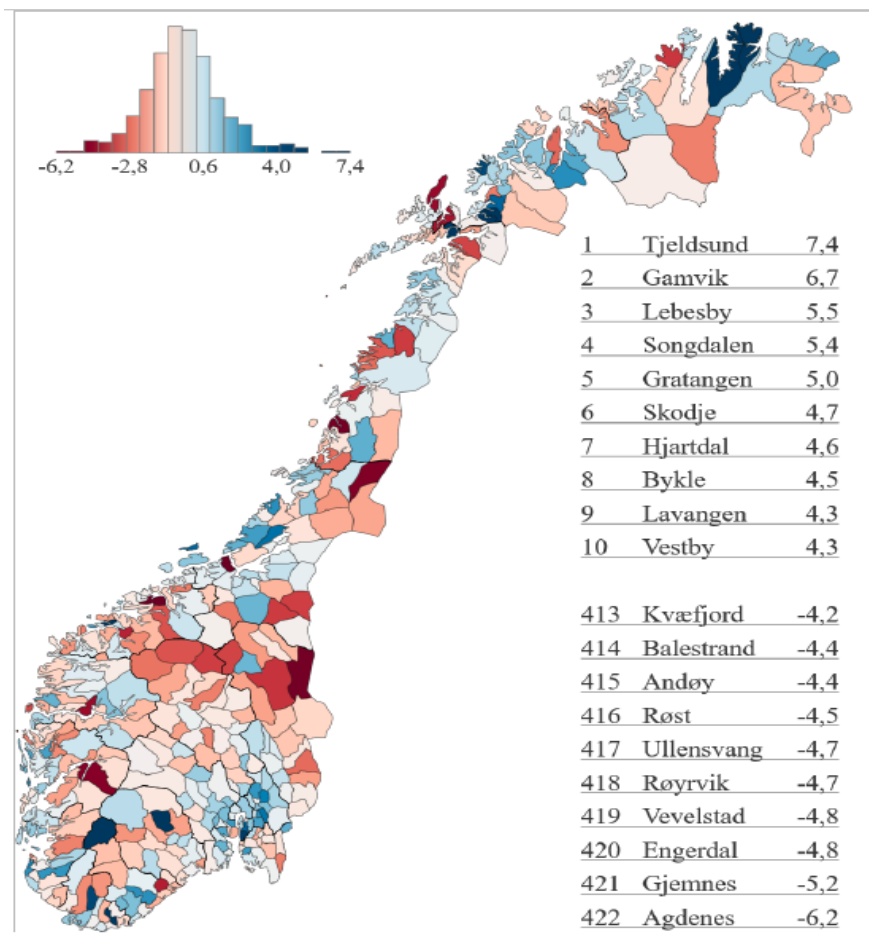 -6,2 -2,8 0,6 4,0 7,4
1 Tjeldsund 7,4
2 Gamvik 6,7
3 Lebesby 5,5
4 Songdalen 5,4
5 Gratangen 5,0
6 Skodje 4,7
7 Hjartdal 4,6
8 Bykle 4,5
9 Lavangen 4,3
10 Vestby 4,3
413 Kvæfjord -4,2
414 Balestrand -4,4
415 Andøy -4,4
416 Røst -4,5
417 Ullensvang -4,7
418 Røyrvik -4,7
419 Vevelstad -4,8
420 Engerdal -4,8
421 Gjemnes -5,2
422 Agdenes -6,2